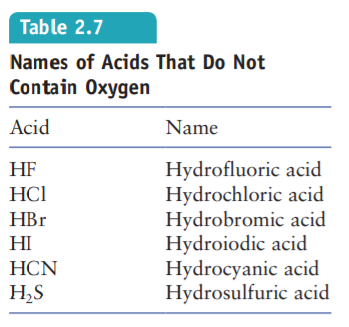 Table 2.7
Names of Acids That Do Not
Contain Oxygen
Acid Name
HF Hydrofluoric acid
HCl Hydrochloric acid
HBr Hydrobromic acid
HI Hydroiodic acid
HCN Hydrocyanic acid
H₂S Hydrosulfuric acid